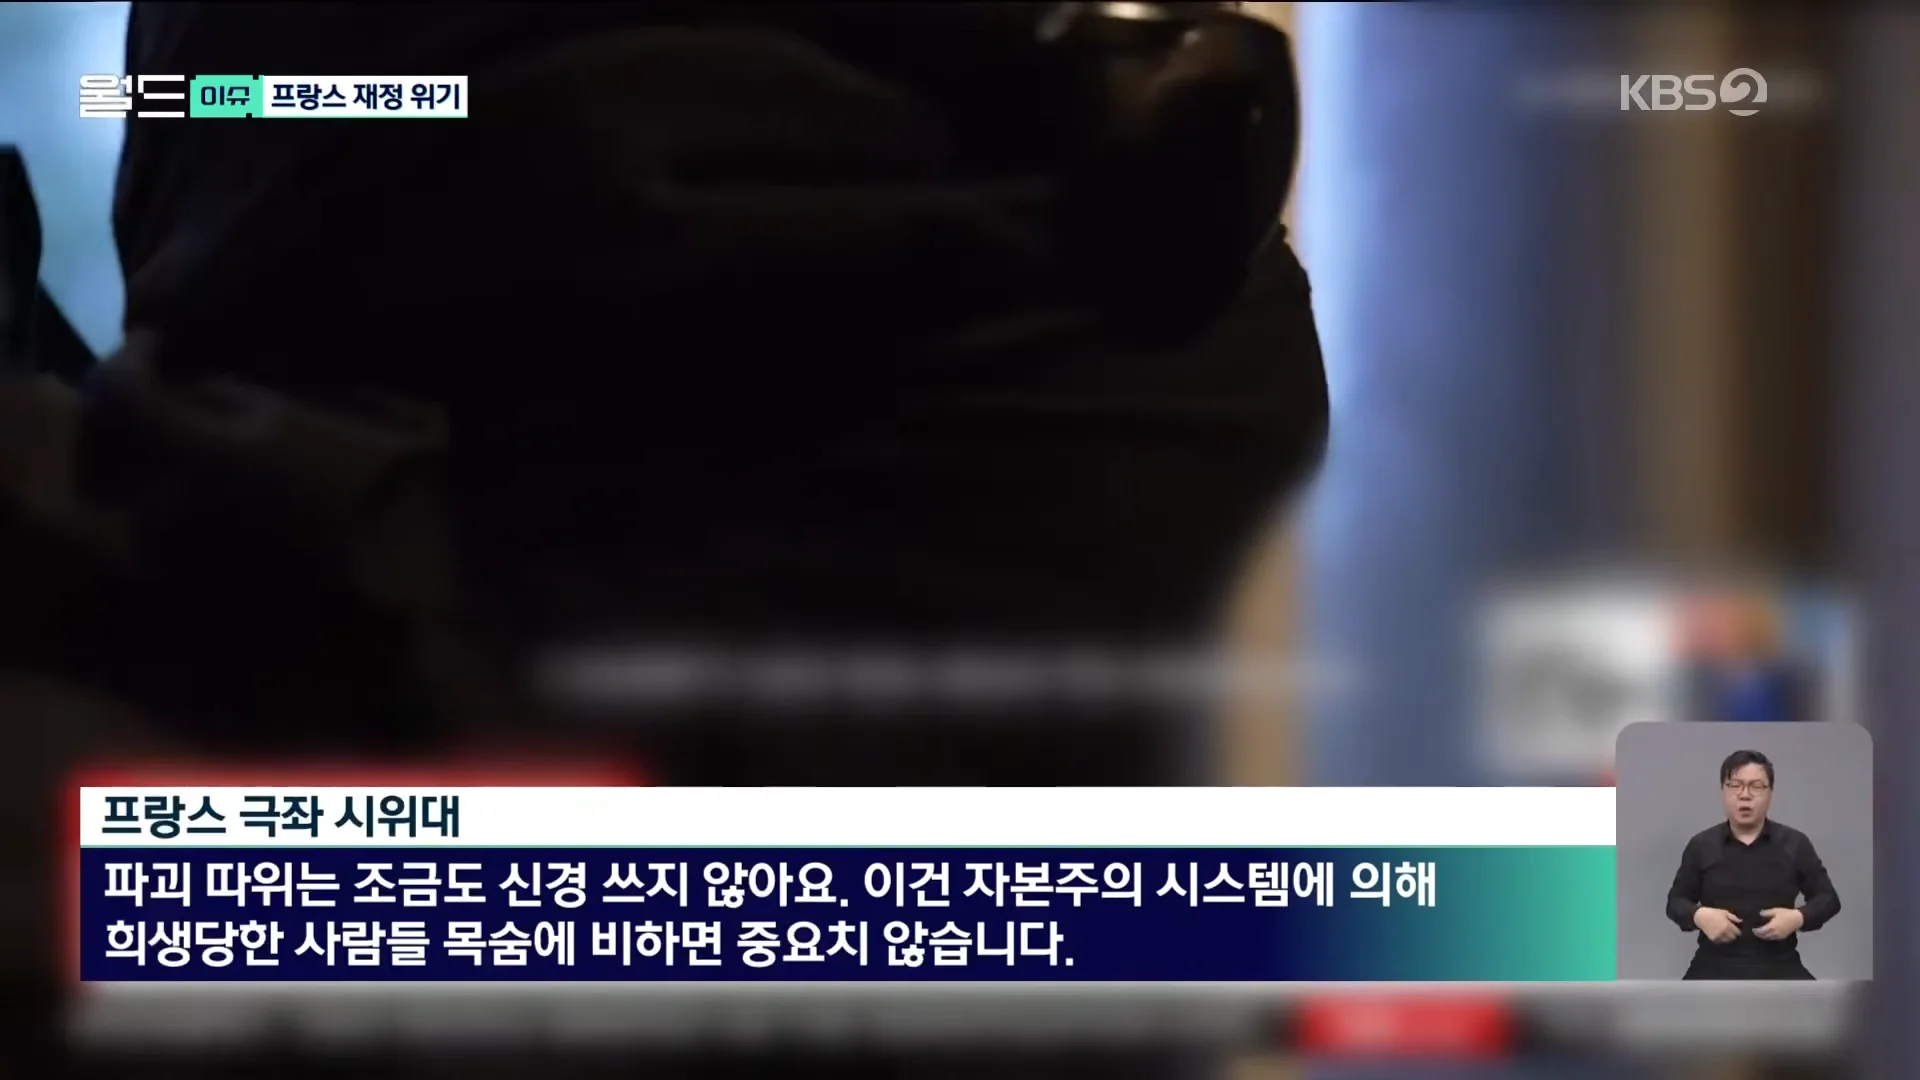 월드 이슈 프랑스 재정 위기
KBS2
프랑스 극좌 시위대
파괴 따위는 조금도 신경 쓰지 않아요. 이건 자본주의 시스템에 의해
희생당한 사람들 목숨에 비하면 중요치 않습니다.